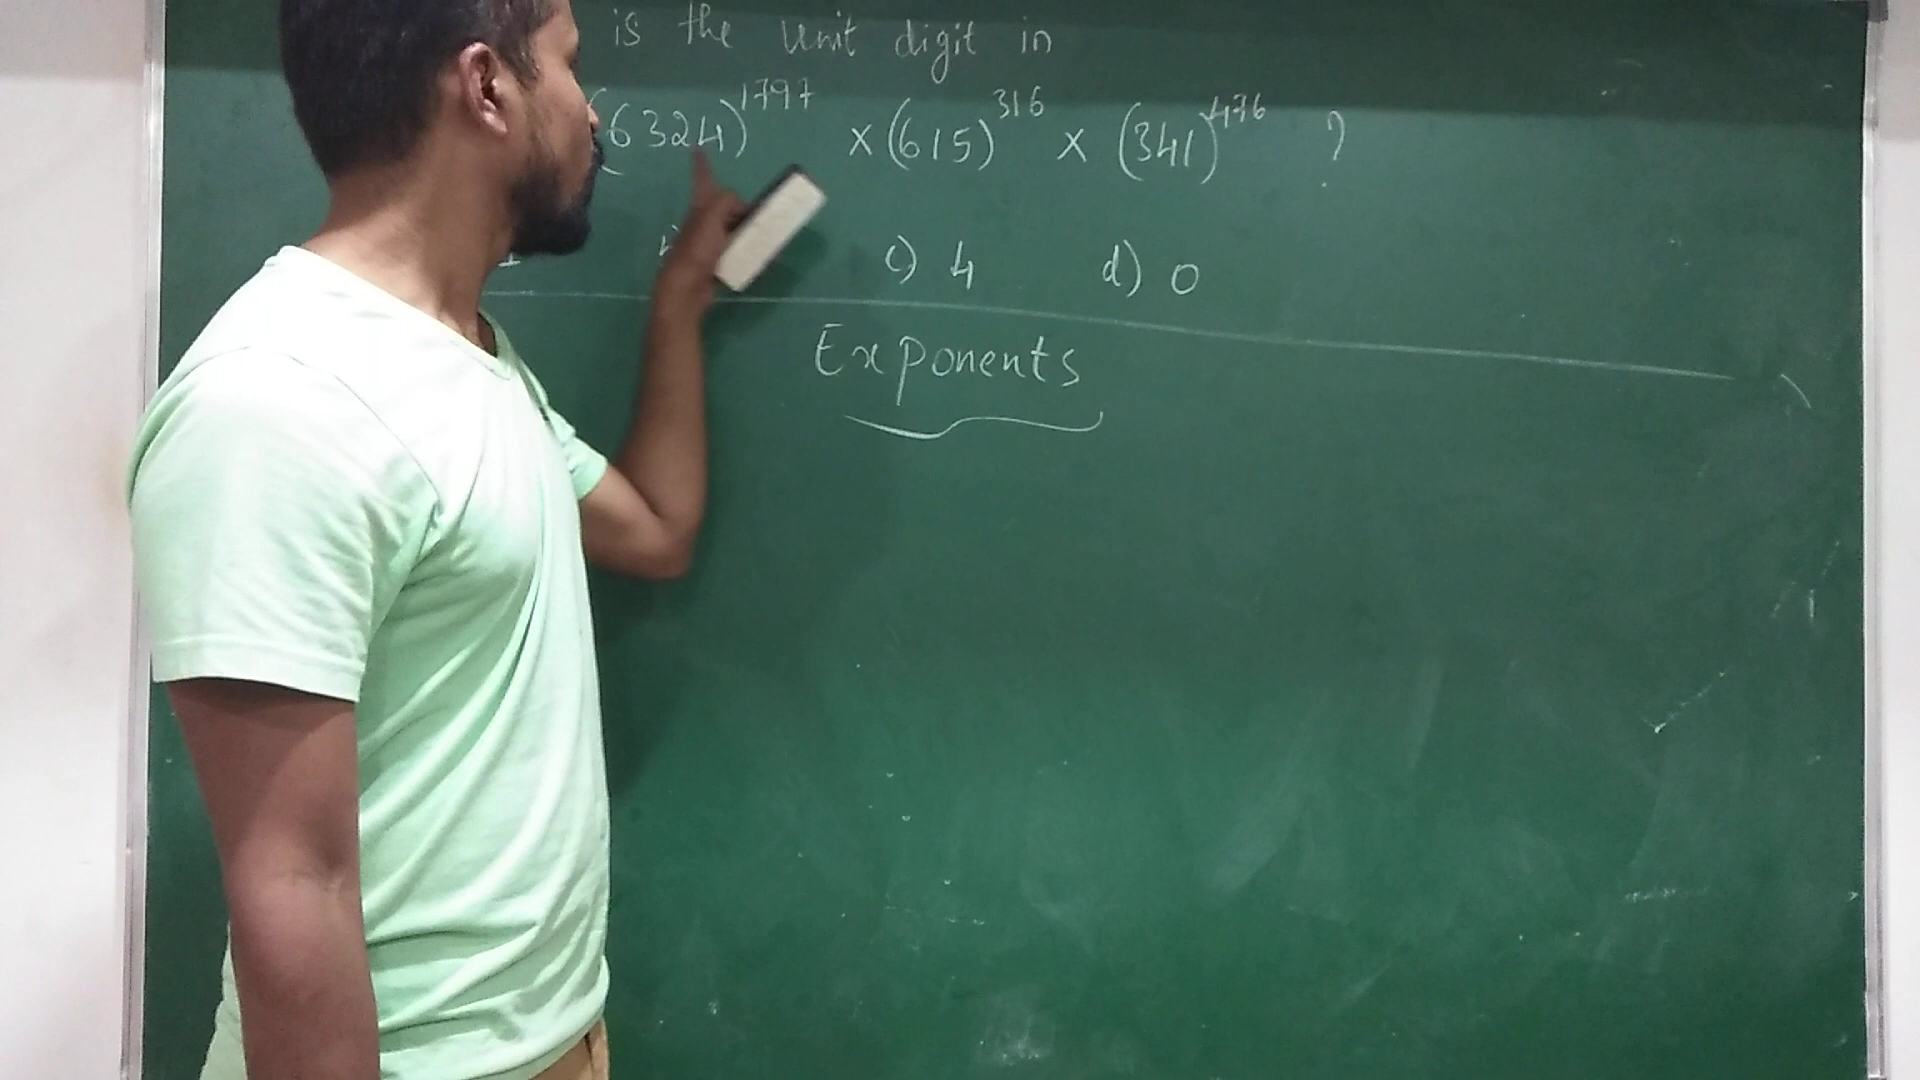 is the unit digit in
(6324)^1797 × (615)^316 × (341)^476 ?
c) 4 d) 0
Exponents